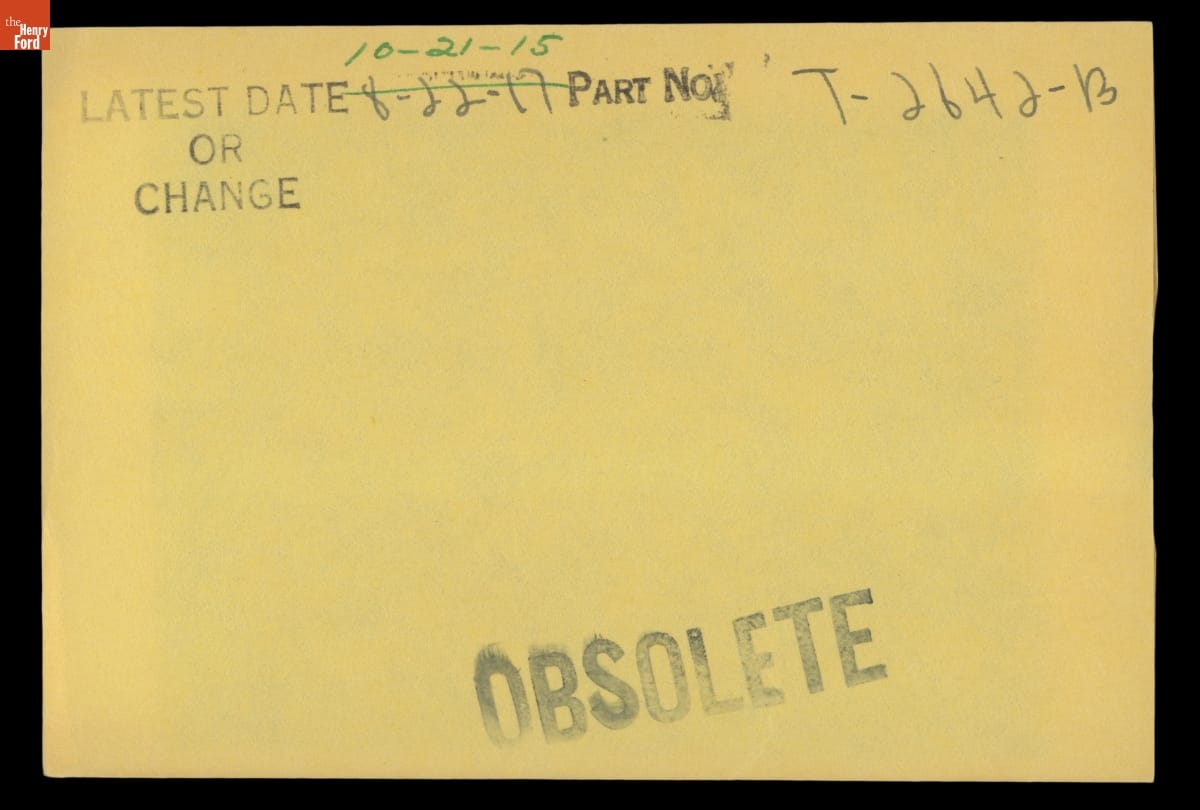 the Henry Ford
10-21-15
LATEST DATE 8-22-17 PART NO. T-2642-B
OR
CHANGE
OBSOLETE